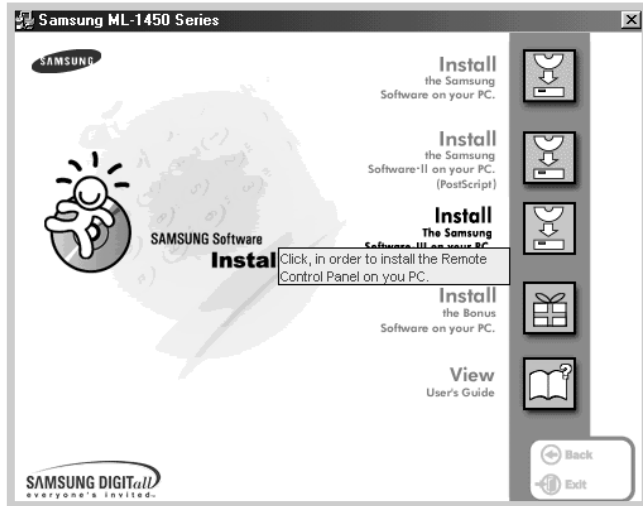 Samsung ML-1450 Series
SAMSUNG
Install
the Samsung
Software on your PC.
Install
the Samsung
Software-II on your PC.
(PostScript)
Install
The Samsung
Software-III on your PC.
SAMSUNG Software
Instal
Click, in order to install the Remote
Control Panel on you PC.
Install
the Bonus
Software on your PC.
View
User's Guide
Back
Exit
SAMSUNG DIGITall
everyone's invited™